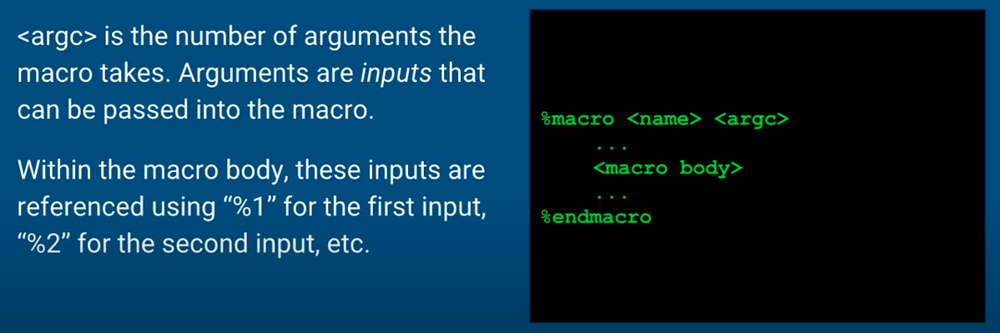 <argc> is the number of arguments the
macro takes. Arguments are inputs that
can be passed into the macro.
Within the macro body, these inputs are
referenced using “%1” for the first input,
“%2” for the second input, etc.
%macro <name> <argc>
...
<macro body>
...
%endmacro